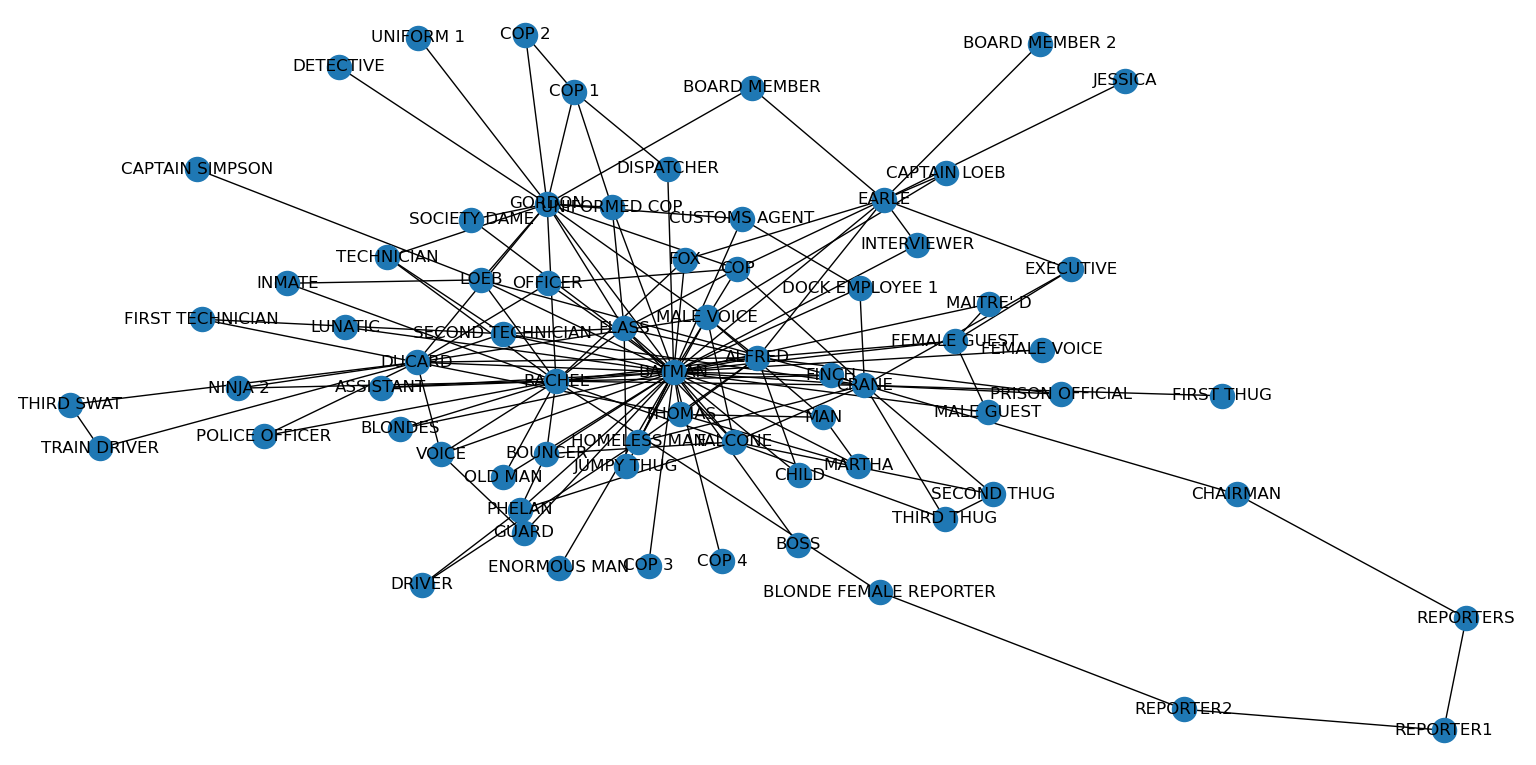 UNIFORM 1
COP 2
BOARD MEMBER 2
DETECTIVE
JESSICA
COP 1
BOARD MEMBER
CAPTAIN SIMPSON
DISPATCHER
CAPTAIN LOEB
EARLE
GORDON
UNIFORMED COP
SOCIETY DAME
CUSTOMS AGENT
INTERVIEWER
TECHNICIAN
FOX
COP
EXECUTIVE
INMATE
LOEB
OFFICER
DOCK EMPLOYEE 1
MAITRE' D
FIRST TECHNICIAN
LUNATIC
SECOND TECHNICIAN
FLASS
MALE VOICE
FEMALE GUEST
FEMALE VOICE
DUCARD
ALFRED
BATMAN
FINCH
RACHEL
CRANE
NINJA 2
ASSISTANT
PRISON OFFICIAL
FIRST THUG
THIRD SWAT
THOMAS
MAN
MALE GUEST
POLICE OFFICER
BLONDES
TRAIN DRIVER
HOMELESS MAN
FALCONE
VOICE
BOUNCER
JUMPY THUG
MARTHA
OLD MAN
CHILD
SECOND THUG
CHAIRMAN
PHELAN
THIRD THUG
GUARD
BOSS
ENORMOUS MAN
COP 3
COP 4
DRIVER
BLONDE FEMALE REPORTER
REPORTERS
REPORTER2
REPORTER1